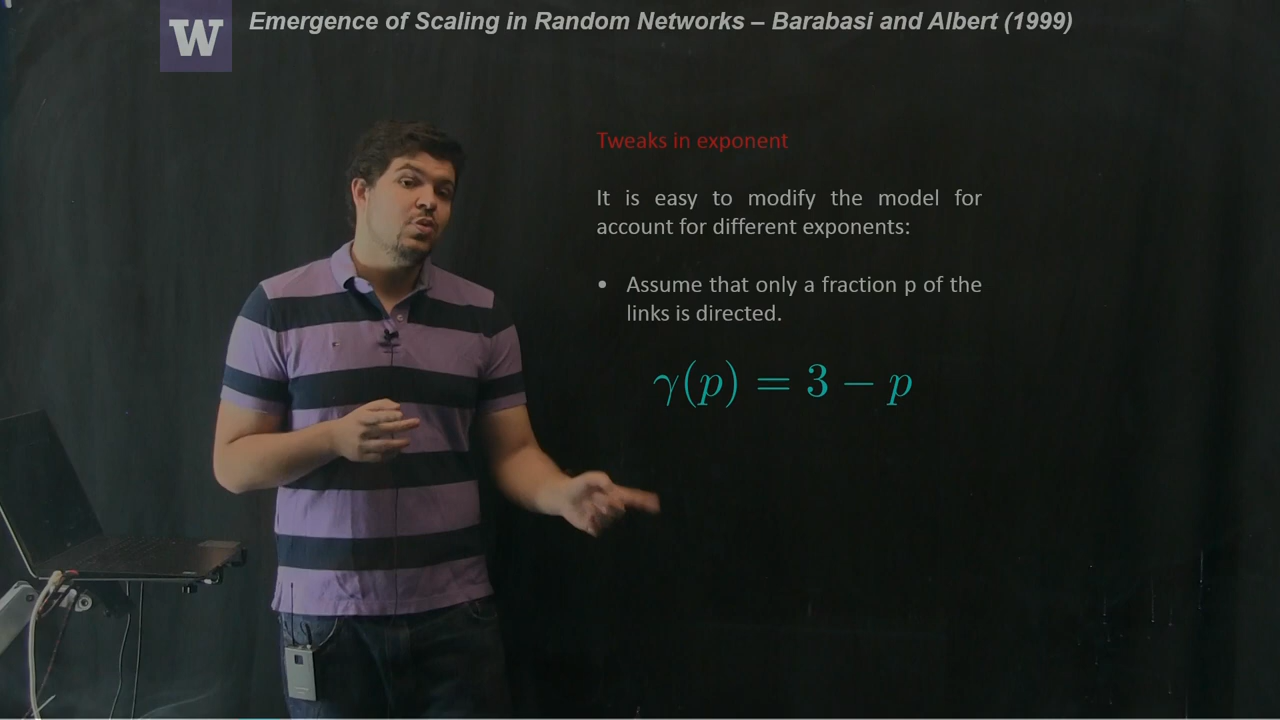 W
Emergence of Scaling in Random Networks – Barabasi and Albert (1999)
Tweaks in exponent
It is easy to modify the model for
account for different exponents:
• Assume that only a fraction p of the
links is directed.
γ(p) = 3 − p